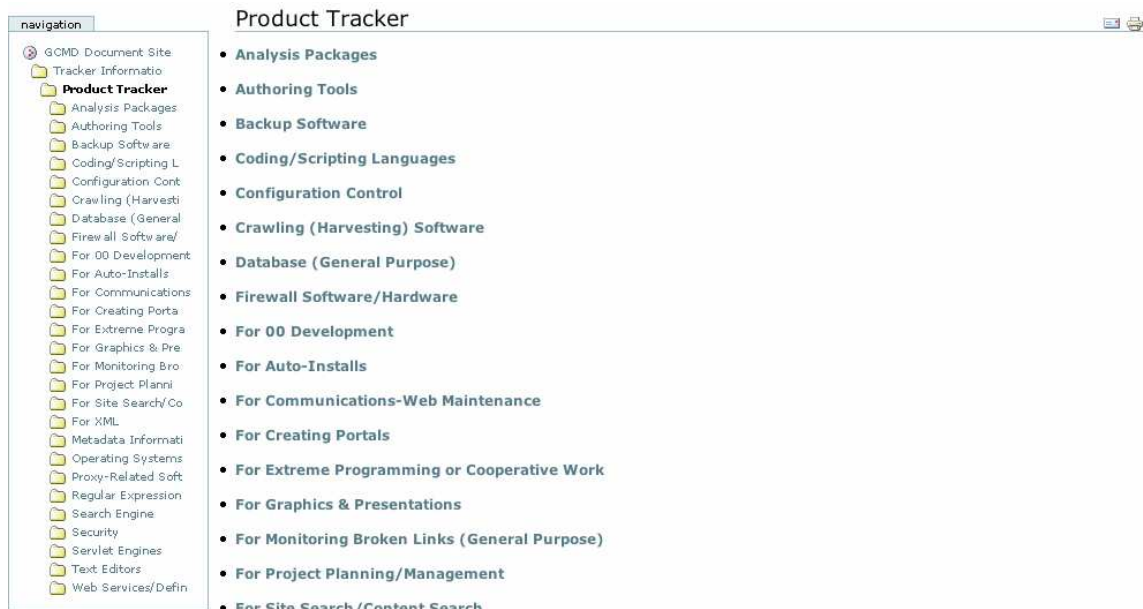 navigation
GCMD Document Site
Tracker Informatio
Product Tracker
Analysis Packages
Authoring Tools
Backup Software
Coding/Scripting L
Configuration Cont
Crawling (Harvesti
Database (General
Firewall Software/
For 00 Development
For Auto-Installs
For Communications
For Creating Porta
For Extreme Progra
For Graphics & Pre
For Monitoring Bro
For Project Planni
For Site Search/Co
For XML
Metadata Informati
Operating Systems
Proxy-Related Soft
Regular Expression
Search Engine
Security
Servlet Engines
Text Editors
Web Services/Defin
Product Tracker
• Analysis Packages
• Authoring Tools
• Backup Software
• Coding/Scripting Languages
• Configuration Control
• Crawling (Harvesting) Software
• Database (General Purpose)
• Firewall Software/Hardware
• For 00 Development
• For Auto-Installs
• For Communications-Web Maintenance
• For Creating Portals
• For Extreme Programming or Cooperative Work
• For Graphics & Presentations
• For Monitoring Broken Links (General Purpose)
• For Project Planning/Management
• For Site Search/Content Search